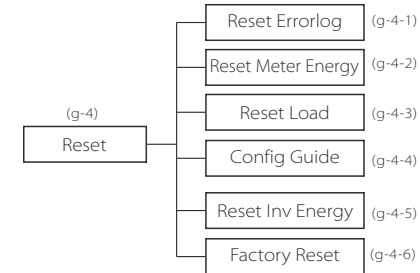 Reset Errorlog (g-4-1)
Reset Meter Energy (g-4-2)
(g-4)
Reset Load (g-4-3)
Reset
Config Guide (g-4-4)
Reset Inv Energy (g-4-5)
Factory Reset (g-4-6)